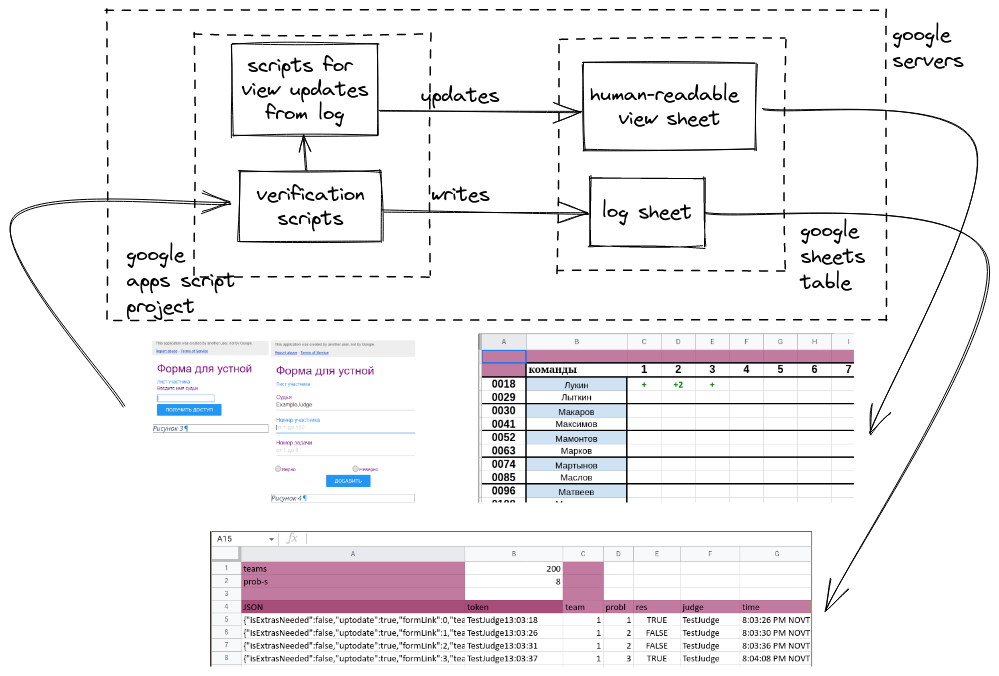 google
servers
scripts for
view updates
from log
updates
human-readable
view sheet
verification
scripts
writes
log sheet
google
apps script
project
google
sheets
table
This application was created by another user, not by Google.
Report abuse - Terms of Service
Форма для устной
Лист участника
Введите имя судьи
ПОЛУЧИТЬ ДОСТУП
Рисунок 3 ¶
This application was created by another user, not by Google.
Report abuse - Terms of Service
Форма для устной
Лист участника
Судья
ExampleJudge
Номер участника
Номер задачи
верно
неверно
ДОБАВИТЬ
Рисунок 4 ¶
A B C D E F G H I
команды 1 2 3 4 5 6 7
0018 Лукин + +2 +
0029 Лыткин
0030 Макаров
0041 Максимов
0052 Мамонтов
0063 Марков
0074 Мартынов
0085 Маслов
0096 Матвеев
A15 fx
A B C D E F G
1 teams 200
2 prob-s 8
3
4 JSON token team probl res judge time
5 {"isExtrasNeeded":false,"uptodate":true,"formLink":0,"tea TestJudge13:03:18 1 1 TRUE TestJudge 8:03:26 PM NOVT
6 {"isExtrasNeeded":false,"uptodate":true,"formLink":1,"tea TestJudge13:03:26 1 2 FALSE TestJudge 8:03:30 PM NOVT
7 {"isExtrasNeeded":false,"uptodate":true,"formLink":2,"tea TestJudge13:03:31 1 2 FALSE TestJudge 8:03:36 PM NOVT
8 {"isExtrasNeeded":false,"uptodate":true,"formLink":3,"tea TestJudge13:03:37 1 3 TRUE TestJudge 8:04:08 PM NOVT